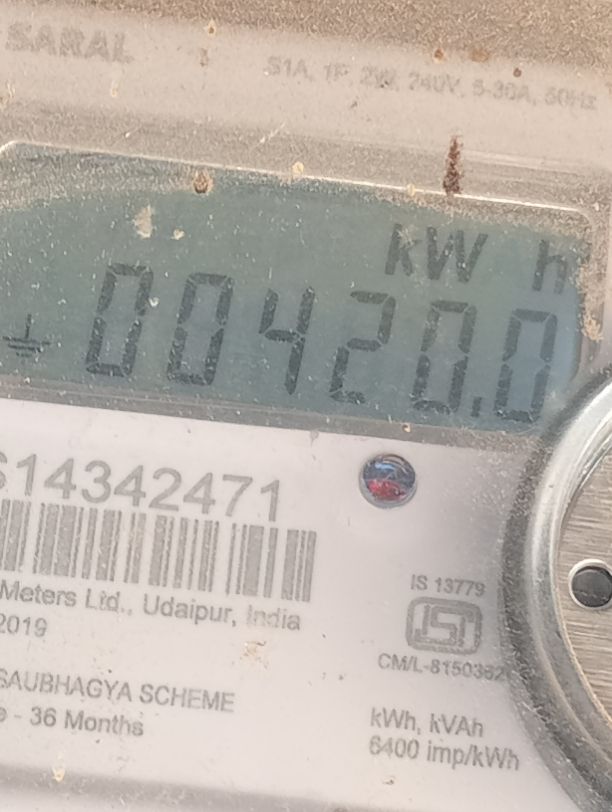 SARAL
S1A, 1P, 2W, 240V, 5-30A, 50Hz
kW h
00420.0
S14342471
Meters Ltd., Udaipur, India
2019
SAUBHAGYA SCHEME
- 36 Months
IS 13779
ISI
CM/L-8150362
kWh, kVAh
6400 imp/kWh